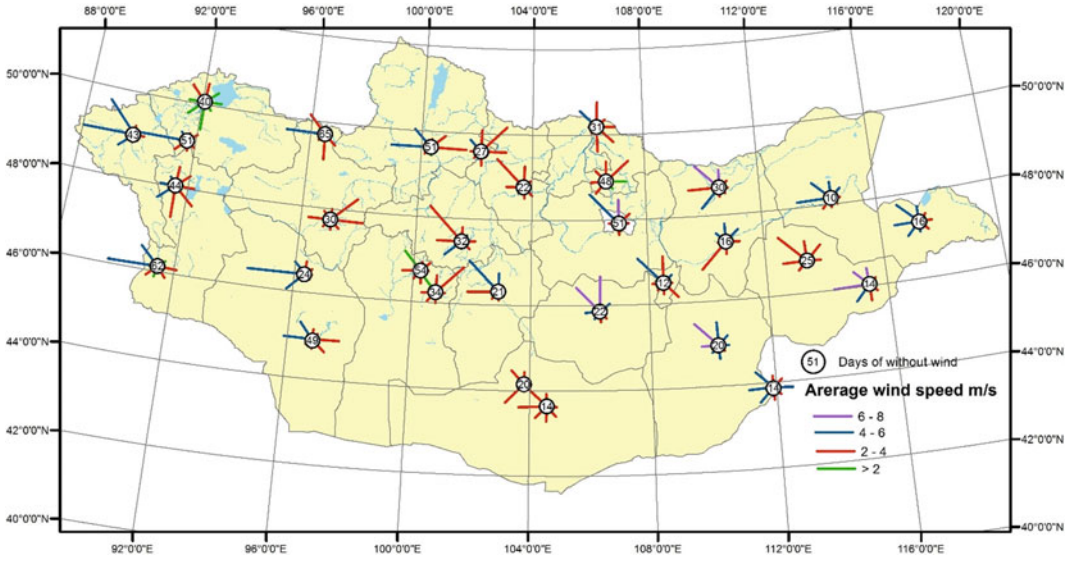 88°0'0"E 92°0'0"E 96°0'0"E 100°0'0"E 104°0'0"E 108°0'0"E 112°0'0"E 116°0'0"E 120°0'0"E
50°0'0"N 50°0'0"N
40
31
43 51 35 51 27
48°0'0"N 48°0'0"N
44 22 48 30 10
30 51 16
32 16
46°0'0"N 46°0'0"N
24 54 25
34 21 12 14
22
49 20
44°0'0"N 44°0'0"N
51 Days of without wind
20 14
14 Arerage wind speed m/s
6 - 8
42°0'0"N 4 - 6 42°0'0"N
2 - 4
> 2
40°0'0"N 40°0'0"N
92°0'0"E 96°0'0"E 100°0'0"E 104°0'0"E 108°0'0"E 112°0'0"E 116°0'0"E